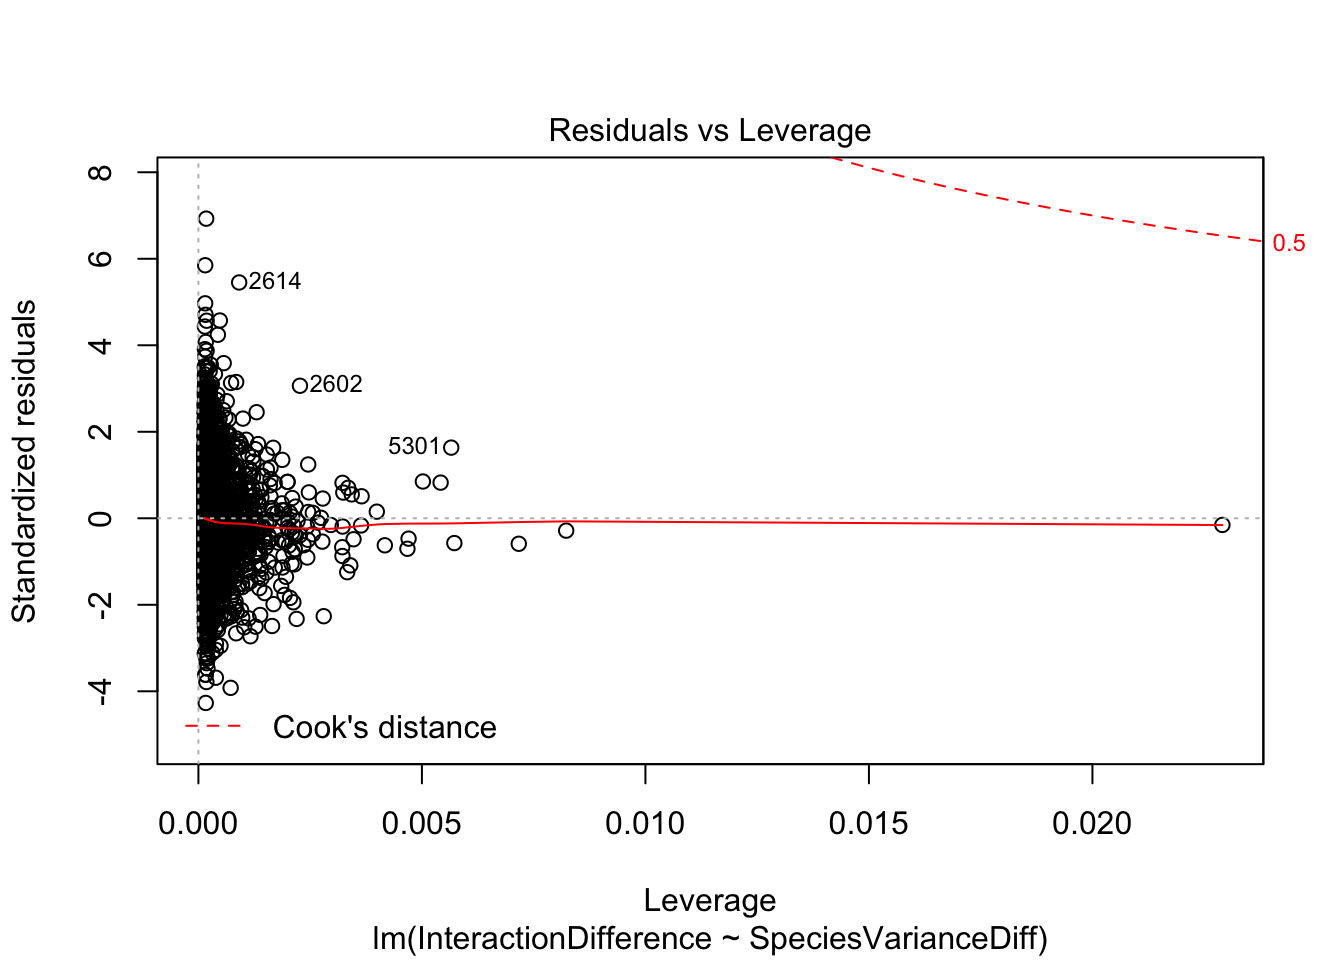 Residuals vs Leverage
8
6
4
2
0
-2
-4
Standardized residuals
2614
2602
5301
0.5
Cook's distance
0.000 0.005 0.010 0.015 0.020
Leverage
lm(InteractionDifference ~ SpeciesVarianceDiff)